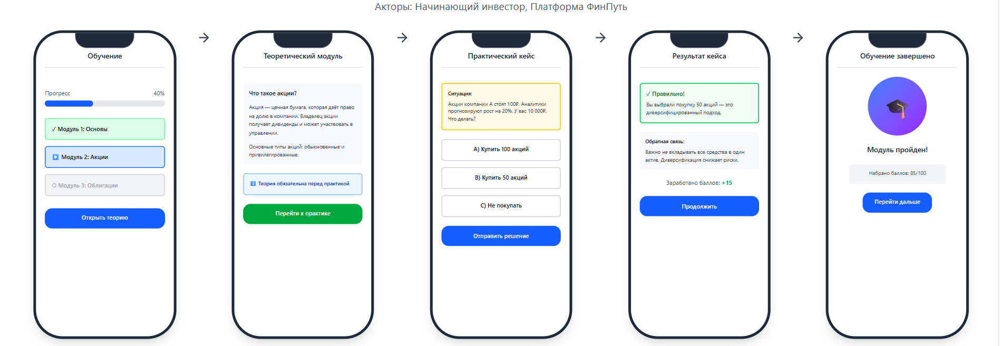 Акторы: Начинающий инвестор, Платформа ФинПуть
→
→
→
→
Обучение
Прогресс 40%
✓ Модуль 1: Основы
▶ Модуль 2: Акции
○ Модуль 3: Облигации
Открыть теорию
Теоретический модуль
Что такое акции?
Акция — ценная бумага, которая даёт право
на долю в компании. Владелец акции
получает дивиденды и может участвовать в
управлении.
Основные типы акций: обыкновенные и
привилегированные.
ℹ Теория обязательна перед практикой
Перейти к практике
Практический кейс
Ситуация:
Акции компании А стоят 100₽. Аналитики
прогнозируют рост на 20%. У вас 10 000₽.
Что делать?
A) Купить 100 акций
B) Купить 50 акций
C) Не покупать
Отправить решение
Результат кейса
✓ Правильно!
Вы выбрали покупку 50 акций — это
диверсифицированный подход.
Обратная связь:
Важно не вкладывать все средства в один
актив. Диверсификация снижает риски.
Заработано баллов: +15
Продолжить
Обучение завершено
Модуль пройден!
Набрано баллов: 85/100
Перейти дальше